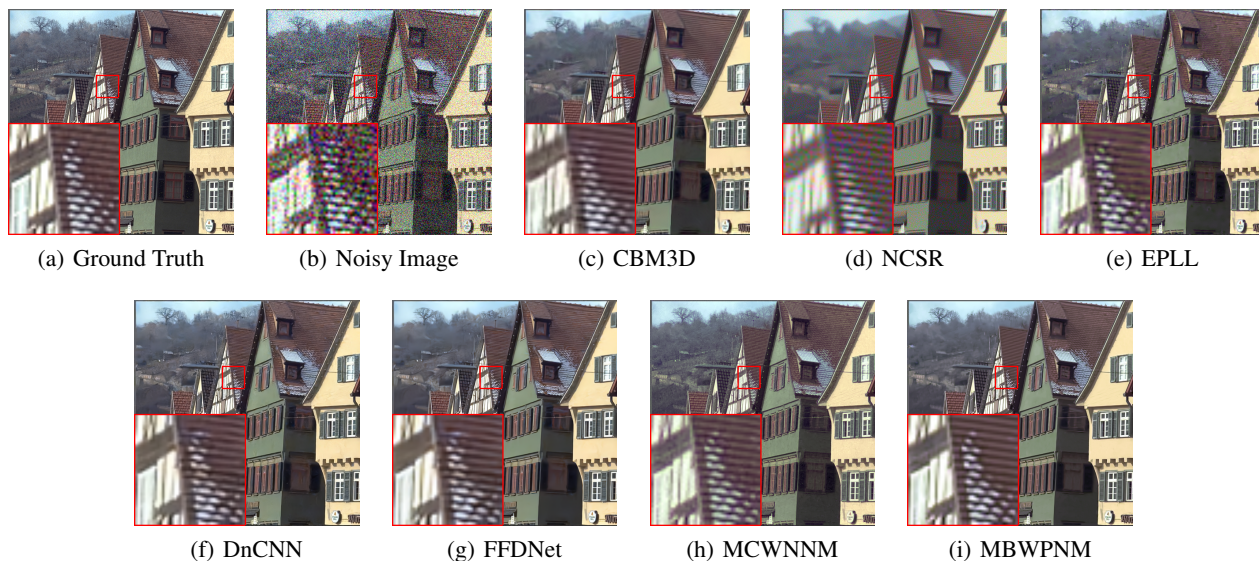 (a) Ground Truth
(b) Noisy Image
(c) CBM3D
(d) NCSR
(e) EPLL
(f) DnCNN
(g) FFDNet
(h) MCWNNM
(i) MBWPNM